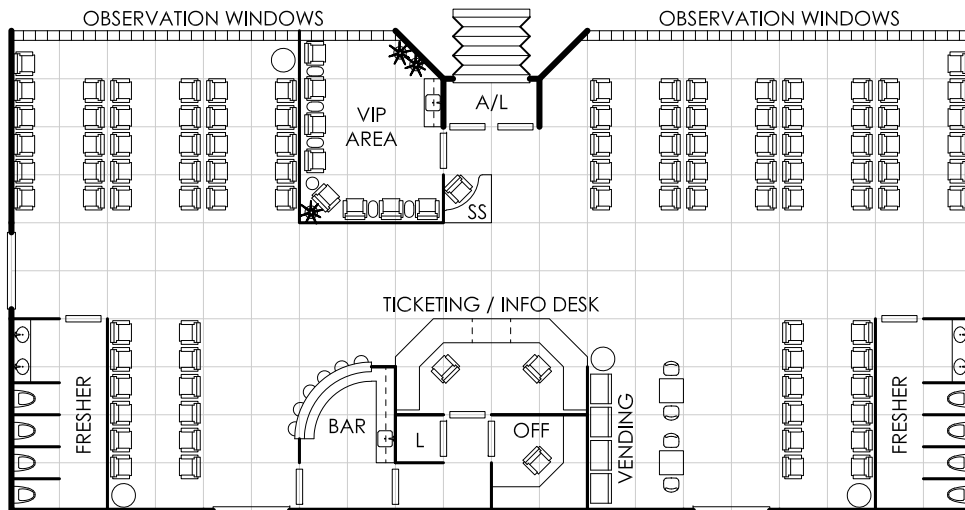 OBSERVATION WINDOWS
OBSERVATION WINDOWS
A/L
VIP
AREA
SS
TICKETING / INFO DESK
FRESHER
BAR
L
OFF
VENDING
FRESHER